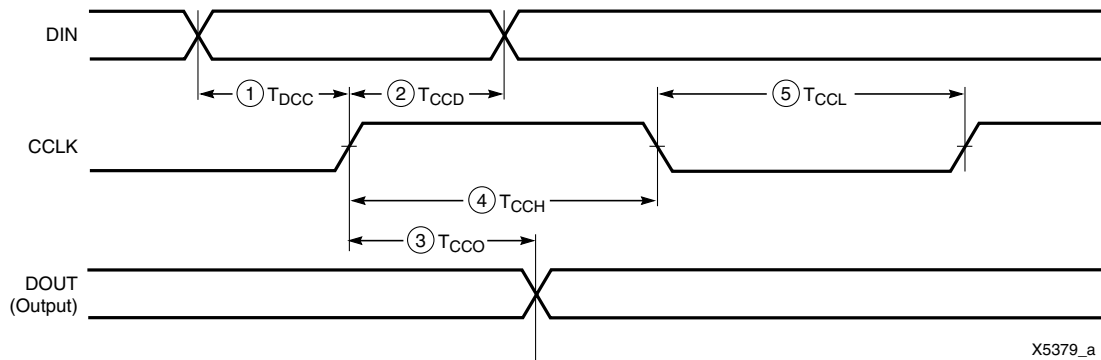 DIN
① TDCC
② TCCD
⑤ TCCL
CCLK
④ TCCH
③ TCCO
DOUT
(Output)
X5379_a